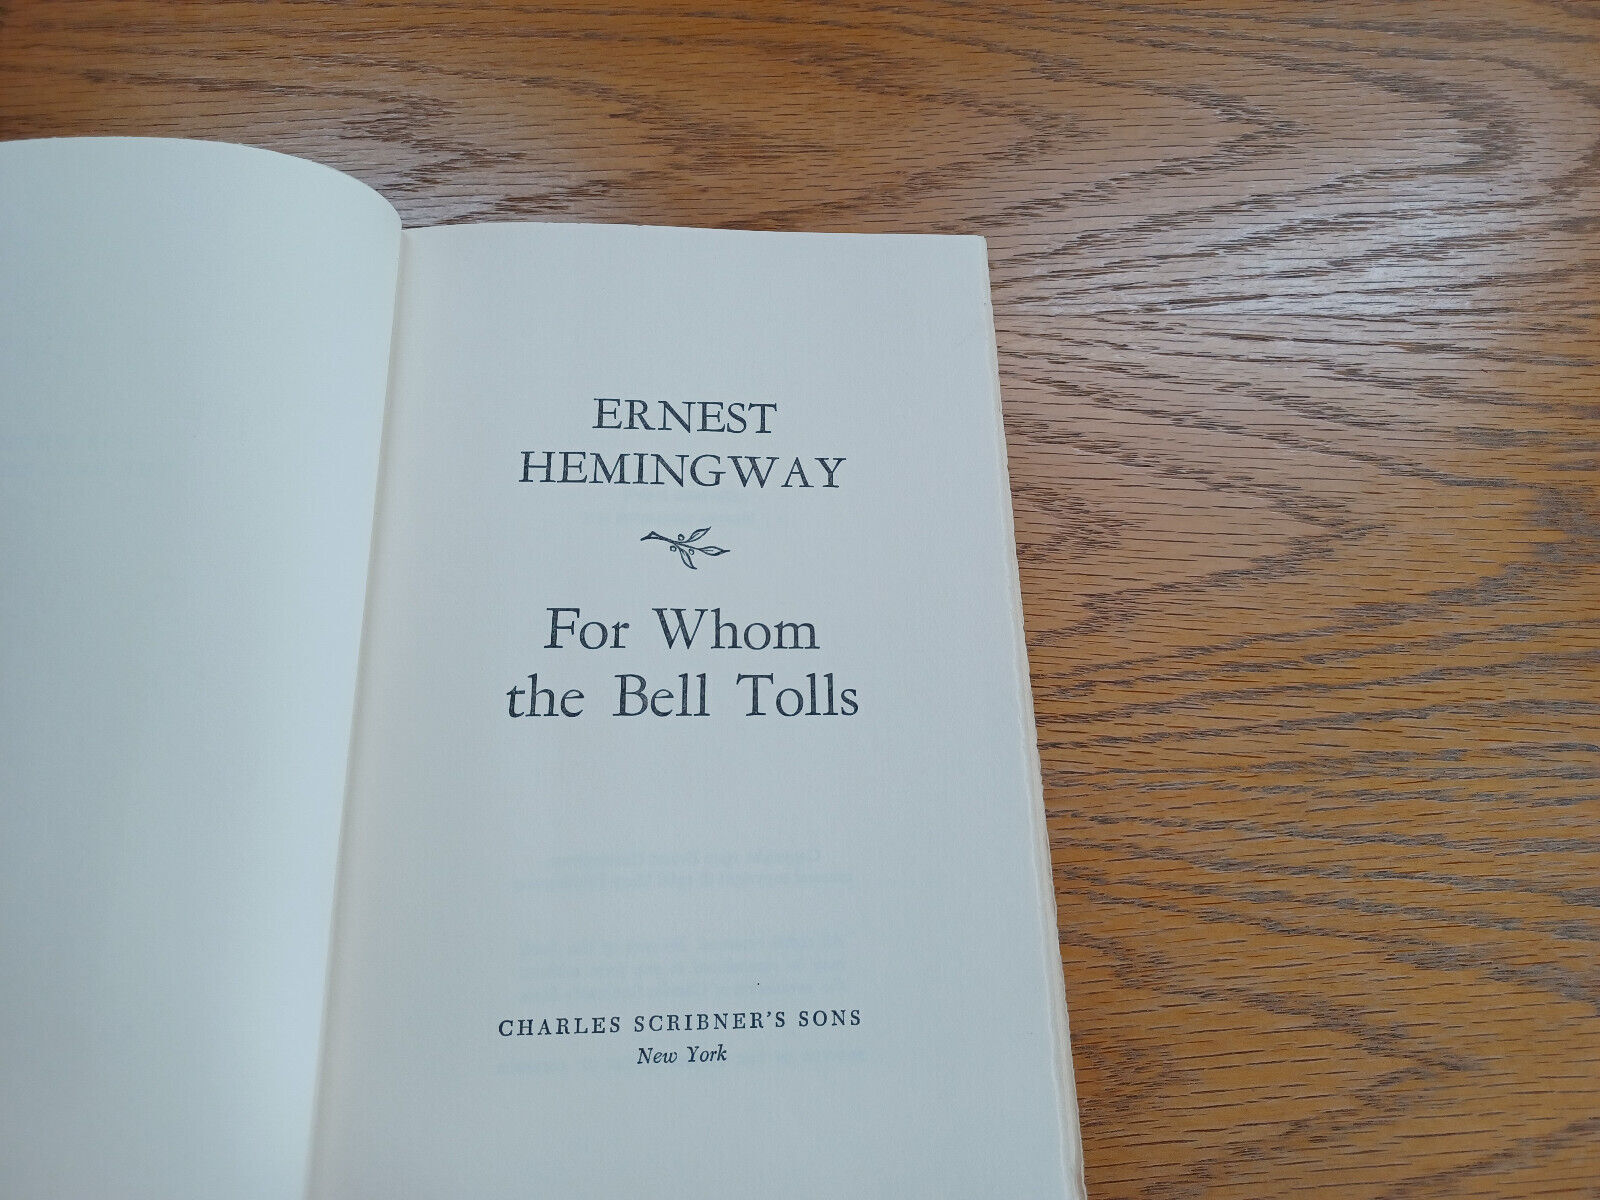 ERNEST
HEMINGWAY
For Whom
the Bell Tolls
CHARLES SCRIBNER'S SONS
New York